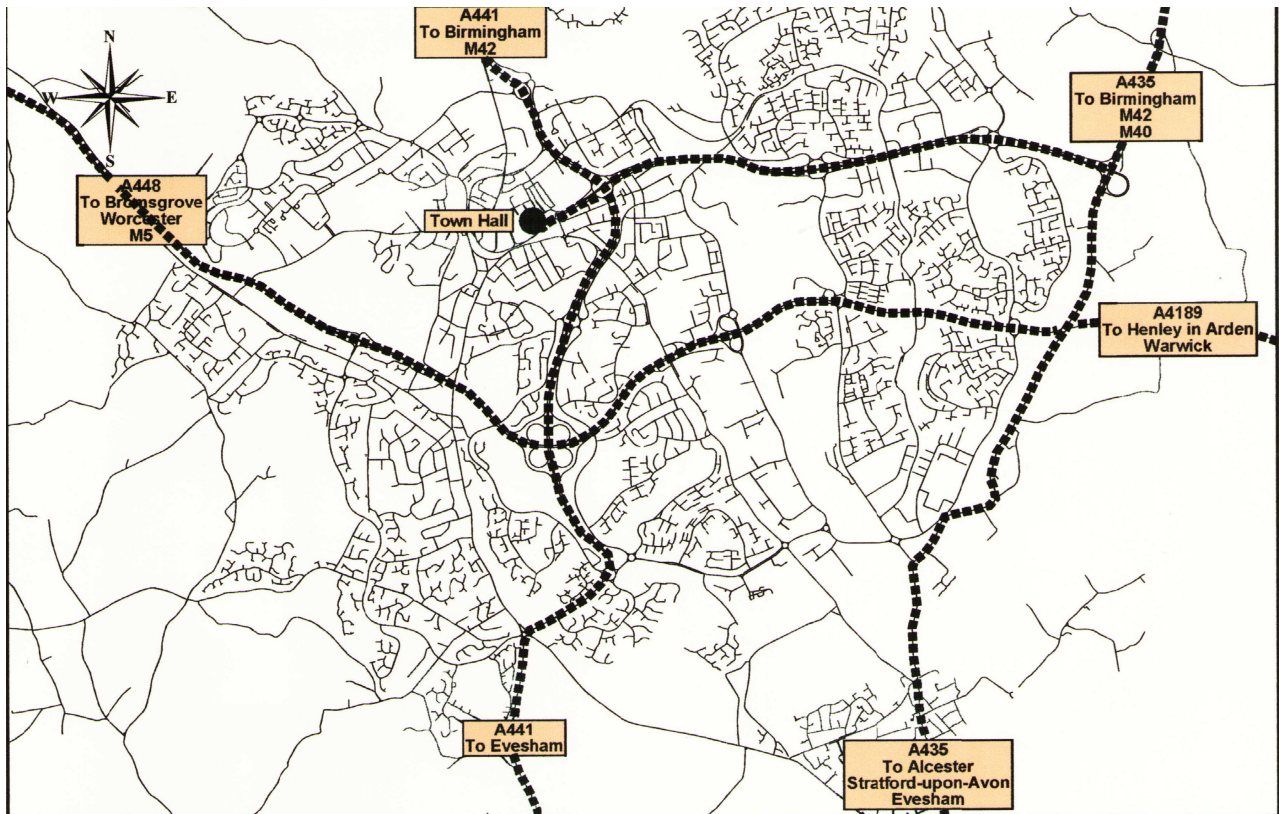 A441
To Birmingham
M42
N
W
E
S
A435
To Birmingham
M42
M40
A448
To Bromsgrove
Worcester
M5
Town Hall
A4189
To Henley in Arden
Warwick
A441
To Evesham
A435
To Alcester
Stratford-upon-Avon
Evesham